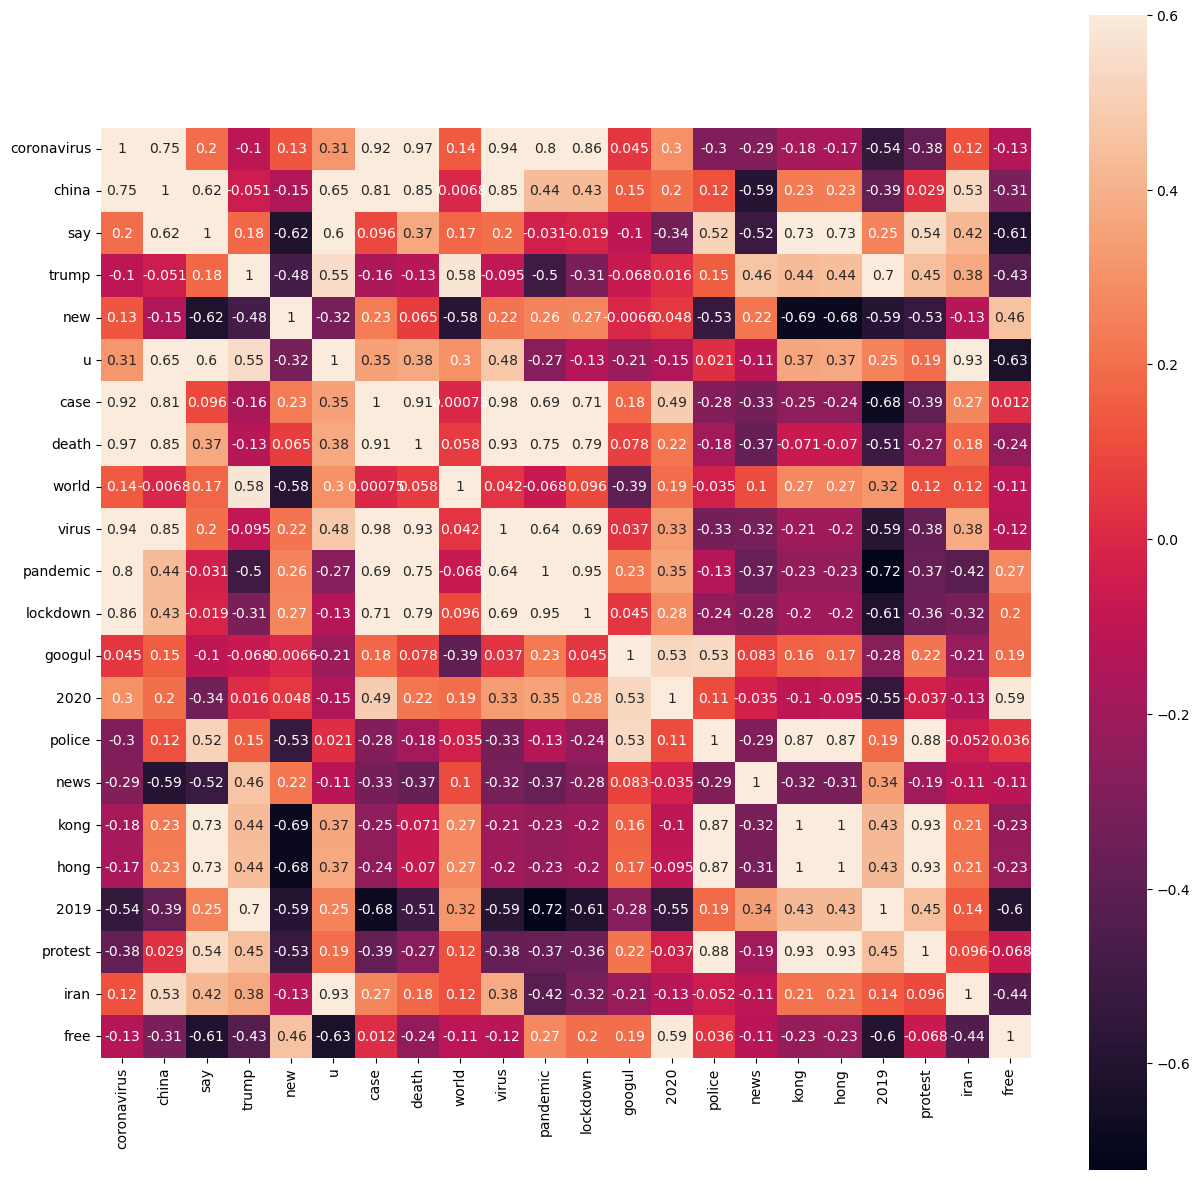 0.6
coronavirus 1 0.75 0.2 -0.1 0.13 0.31 0.92 0.97 0.14 0.94 0.8 0.86 0.045 0.3 -0.3 -0.29 -0.18 -0.17 -0.54 -0.38 0.12 -0.13
china 0.75 1 0.62 -0.051 -0.15 0.65 0.81 0.85 0.0068 0.85 0.44 0.43 0.15 0.2 0.12 -0.59 0.23 0.23 -0.39 0.029 0.53 -0.31
0.4
say 0.2 0.62 1 0.18 -0.62 0.6 0.096 0.37 0.17 0.2 -0.031 -0.019 -0.1 -0.34 0.52 -0.52 0.73 0.73 0.25 0.54 0.42 -0.61
trump -0.1 -0.051 0.18 1 -0.48 0.55 -0.16 -0.13 0.58 -0.095 -0.5 -0.31 -0.068 0.016 0.15 0.46 0.44 0.44 0.7 0.45 0.38 -0.43
new 0.13 -0.15 -0.62 -0.48 1 -0.32 0.23 0.065 -0.58 0.22 0.26 0.27 0.0066 0.048 -0.53 0.22 -0.69 -0.68 -0.59 -0.53 -0.13 0.46
u 0.31 0.65 0.6 0.55 -0.32 1 0.35 0.38 0.3 0.48 -0.27 -0.13 -0.21 -0.15 0.021 -0.11 0.37 0.37 0.25 0.19 0.93 -0.63
0.2
case 0.92 0.81 0.096 -0.16 0.23 0.35 1 0.91 0.0007 0.98 0.69 0.71 0.18 0.49 -0.28 -0.33 -0.25 -0.24 -0.68 -0.39 0.27 0.012
death 0.97 0.85 0.37 -0.13 0.065 0.38 0.91 1 0.058 0.93 0.75 0.79 0.078 0.22 -0.18 -0.37 -0.071 -0.07 -0.51 -0.27 0.18 -0.24
world 0.14 -0.0068 0.17 0.58 -0.58 0.3 0.00075 0.058 1 0.042 -0.068 0.096 -0.39 0.19 -0.035 0.1 0.27 0.27 0.32 0.12 0.12 -0.11
0.0
virus 0.94 0.85 0.2 -0.095 0.22 0.48 0.98 0.93 0.042 1 0.64 0.69 0.037 0.33 -0.33 -0.32 -0.21 -0.2 -0.59 -0.38 0.38 -0.12
pandemic 0.8 0.44 -0.031 -0.5 0.26 -0.27 0.69 0.75 -0.068 0.64 1 0.95 0.23 0.35 -0.13 -0.37 -0.23 -0.23 -0.72 -0.37 -0.42 0.27
lockdown 0.86 0.43 -0.019 -0.31 0.27 -0.13 0.71 0.79 0.096 0.69 0.95 1 0.045 0.28 -0.24 -0.28 -0.2 -0.2 -0.61 -0.36 -0.32 0.2
googul 0.045 0.15 -0.1 -0.068 0.0066 -0.21 0.18 0.078 -0.39 0.037 0.23 0.045 1 0.53 0.53 0.083 0.16 0.17 -0.28 0.22 -0.21 0.19
2020 0.3 0.2 -0.34 0.016 0.048 -0.15 0.49 0.22 0.19 0.33 0.35 0.28 0.53 1 0.11 -0.035 -0.1 -0.095 -0.55 -0.037 -0.13 0.59
−0.2
police -0.3 0.12 0.52 0.15 -0.53 0.021 -0.28 -0.18 -0.035 -0.33 -0.13 -0.24 0.53 0.11 1 -0.29 0.87 0.87 0.19 0.88 -0.052 0.036
news -0.29 -0.59 -0.52 0.46 0.22 -0.11 -0.33 -0.37 0.1 -0.32 -0.37 -0.28 0.083 -0.035 -0.29 1 -0.32 -0.31 0.34 -0.19 -0.11 -0.11
kong -0.18 0.23 0.73 0.44 -0.69 0.37 -0.25 -0.071 0.27 -0.21 -0.23 -0.2 0.16 -0.1 0.87 -0.32 1 1 0.43 0.93 0.21 -0.23
hong -0.17 0.23 0.73 0.44 -0.68 0.37 -0.24 -0.07 0.27 -0.2 -0.23 -0.2 0.17 -0.095 0.87 -0.31 1 1 0.43 0.93 0.21 -0.23
−0.4
2019 -0.54 -0.39 0.25 0.7 -0.59 0.25 -0.68 -0.51 0.32 -0.59 -0.72 -0.61 -0.28 -0.55 0.19 0.34 0.43 0.43 1 0.45 0.14 -0.6
protest -0.38 0.029 0.54 0.45 -0.53 0.19 -0.39 -0.27 0.12 -0.38 -0.37 -0.36 0.22 -0.037 0.88 -0.19 0.93 0.93 0.45 1 0.096 -0.068
iran 0.12 0.53 0.42 0.38 -0.13 0.93 0.27 0.18 0.12 0.38 -0.42 -0.32 -0.21 -0.13 -0.052 -0.11 0.21 0.21 0.14 0.096 1 -0.44
free -0.13 -0.31 -0.61 -0.43 0.46 -0.63 0.012 -0.24 -0.11 -0.12 0.27 0.2 0.19 0.59 0.036 -0.11 -0.23 -0.23 -0.6 -0.068 -0.44 1
−0.6
coronavirus china say trump new u case death world virus pandemic lockdown googul 2020 police news kong hong 2019 protest iran free